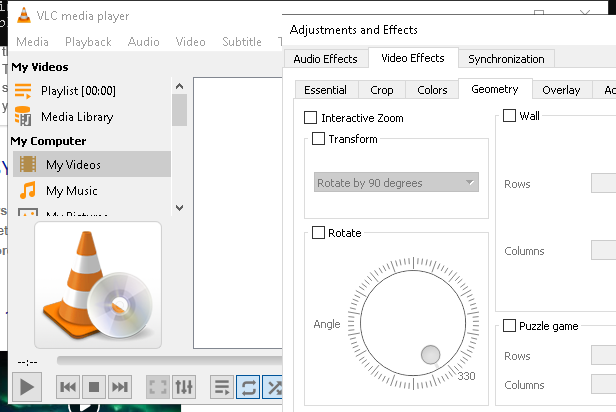 VLC media player
Media Playback Audio Video Subtitle T
My Videos
Playlist [00:00]
Media Library
My Computer
My Videos
My Music
My Pictures
--:--
Adjustments and Effects
Audio Effects Video Effects Synchronization
Essential Crop Colors Geometry Overlay
Interactive Zoom
Transform
Rotate by 90 degrees
Rotate
Angle
330
Wall
Rows
Columns
Puzzle game
Rows
Columns